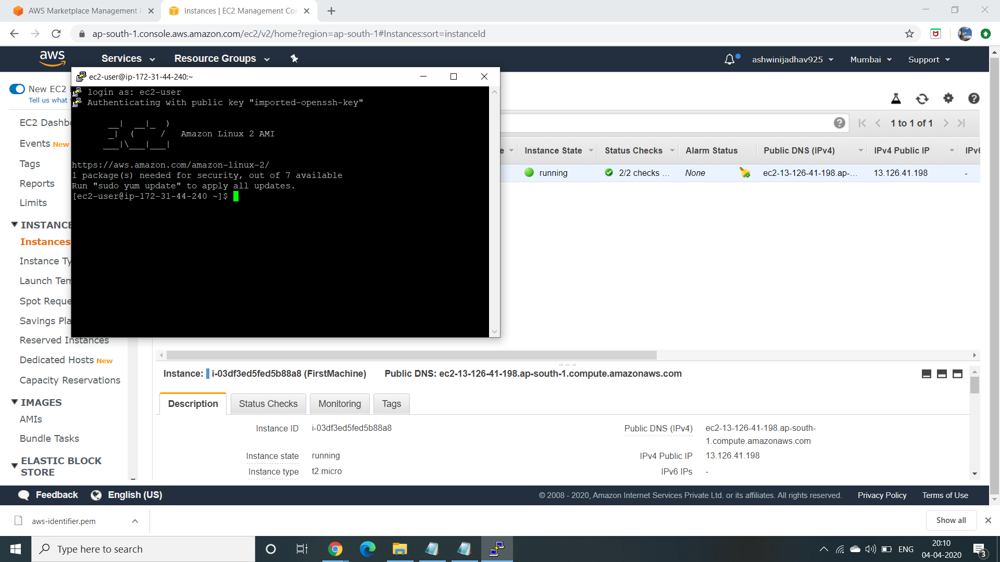 AWS Marketplace Management
Instances | EC2 Management Co
ap-south-1.console.aws.amazon.com/ec2/v2/home?region=ap-south-1#Instances:sort=instanceId
aws
Services
Resource Groups
ashwinijadhav925
Mumbai
Support
New EC2
Tell us what
EC2 Dashb
Events New
Tags
Reports
Limits
INSTANCE
Instances
Instance Ty
Launch Tem
Spot Reque
Savings Pla
Reserved Instances
Dedicated Hosts New
Capacity Reservations
IMAGES
AMIs
Bundle Tasks
ELASTIC BLOCK
STORE
ec2-user@ip-172-31-44-240:~
login as: ec2-user
Authenticating with public key "imported-openssh-key"
__|  __|_  )
_|  (     /   Amazon Linux 2 AMI
___|\___|___|
https://aws.amazon.com/amazon-linux-2/
1 package(s) needed for security, out of 7 available
Run "sudo yum update" to apply all updates.
[ec2-user@ip-172-31-44-240 ~]$
1 to 1 of 1
e Instance State Status Checks Alarm Status Public DNS (IPv4) IPv4 Public IP IPv6
running 2/2 checks ... None ec2-13-126-41-198.ap-... 13.126.41.198 -
Instance: i-03df3ed5fed5b88a8 (FirstMachine) Public DNS: ec2-13-126-41-198.ap-south-1.compute.amazonaws.com
Description Status Checks Monitoring Tags
Instance ID i-03df3ed5fed5b88a8
Public DNS (IPv4) ec2-13-126-41-198.ap-south-
1.compute.amazonaws.com
Instance state running
IPv4 Public IP 13.126.41.198
Instance type t2.micro
IPv6 IPs -
Feedback
English (US)
© 2008 - 2020, Amazon Internet Services Private Ltd. or its affiliates. All rights reserved.
Privacy Policy
Terms of Use
aws-identifier.pem
Show all
Type here to search
ENG
20:10
04-04-2020
3